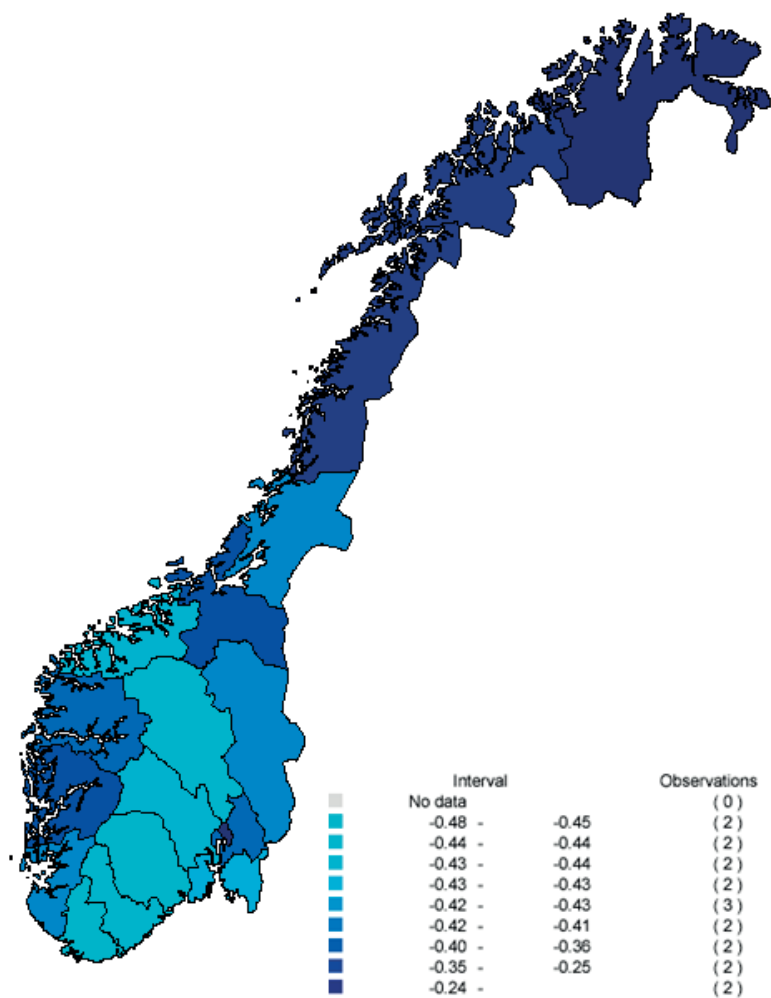 Interval Observations
No data ( 0 )
-0.48 - -0.45 ( 2 )
-0.44 - -0.44 ( 2 )
-0.43 - -0.44 ( 2 )
-0.43 - -0.43 ( 2 )
-0.42 - -0.43 ( 3 )
-0.42 - -0.41 ( 2 )
-0.40 - -0.36 ( 2 )
-0.35 - -0.25 ( 2 )
-0.24 - ( 2 )